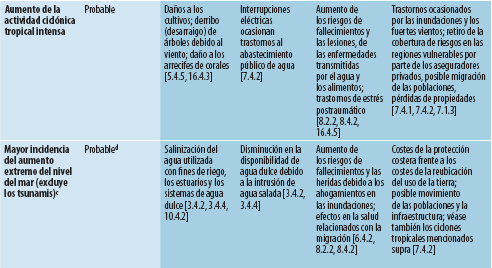 Aumento de la
actividad ciclónica
tropical intensa
Probable
Daños a los
cultivos; derribo
(desarraigo) de
árboles debido al
viento; daño a los
arrecifes de corales
[5.4.5, 16.4.3]
Interrupciones
eléctricas
ocasionan
trastornos al
abastecimiento
público de agua
[7.4.2]
Aumento de
los riesgos de
fallecimientos y
las lesiones, de
las enfermedades
transmitidas
por el agua y
los alimentos;
trastornos de estrés
postraumático
[8.2.2, 8.4.2,
16.4.5]
Trastornos ocasionados
por las inundaciones y los
fuertes vientos; retiro de la
cobertura de riesgos en las
regiones vulnerables por
parte de los aseguradores
privados, posible migración
de las poblaciones,
pérdidas de propiedades
[7.4.1, 7.4.2, 7.1.3]
Mayor incidencia
del aumento
extremo del nivel
del mar (excluye
los tsunamis)c
Probabled
Salinización del
agua utilizada
con fines de riego,
los estuarios y los
sistemas de agua
dulce [3.4.2, 3.4.4,
10.4.2]
Disminución en la
disponibilidad de
agua dulce debido
a la intrusión de
agua salada [3.4.2,
3.4.4]
Aumento de
los riesgos de
fallecimientos y las
heridas debido a los
ahogamientos en
las inundaciones;
efectos en la salud
relacionados con la
migración [6.4.2,
8.2.2, 8.4.2]
Costes de la protección
costera frente a los
costes de la reubicación
del uso de la tierra;
posible movimiento
de las poblaciones y la
infraestructura; véase
también los ciclones
tropicales mencionados
supra [7.4.2]